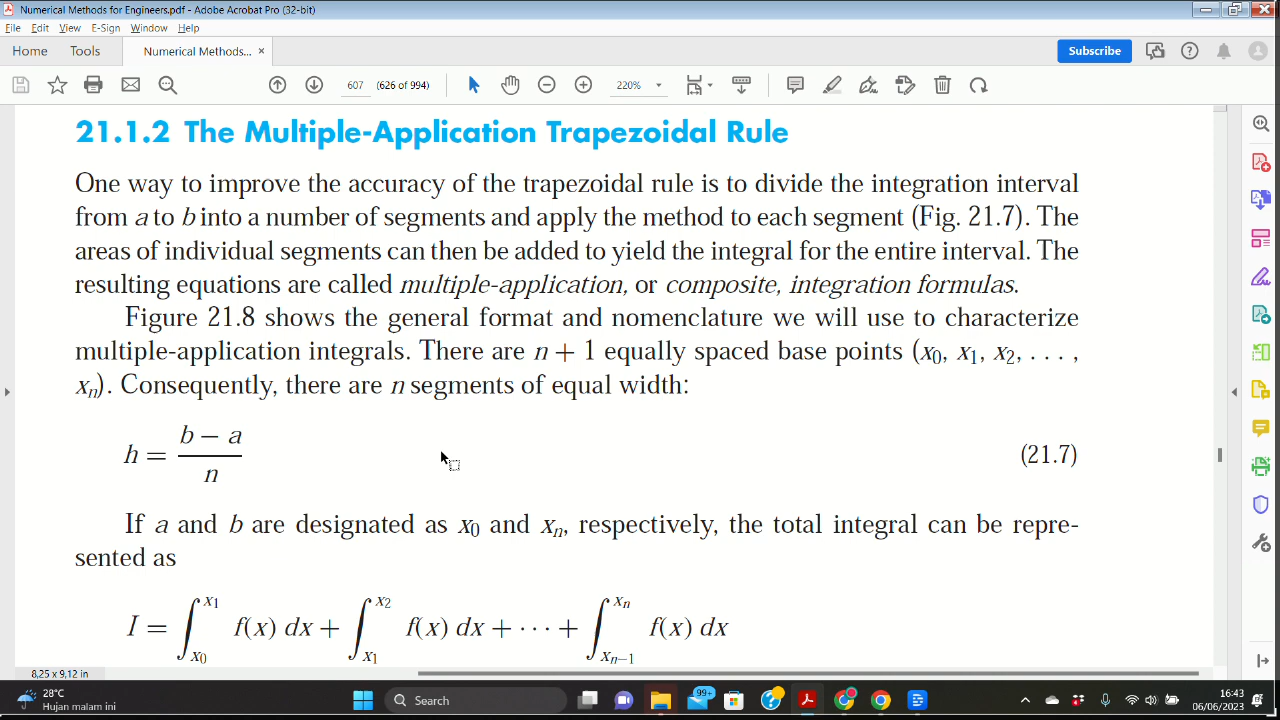 Numerical Methods for Engineers.pdf - Adobe Acrobat Pro (32-bit)
File Edit View E-Sign Window Help
Home Tools Numerical Methods... × Subscribe
607 (626 of 994) 220%
21.1.2 The Multiple-Application Trapezoidal Rule
One way to improve the accuracy of the trapezoidal rule is to divide the integration interval
from a to b into a number of segments and apply the method to each segment (Fig. 21.7). The
areas of individual segments can then be added to yield the integral for the entire interval. The
resulting equations are called multiple-application, or composite, integration formulas.
Figure 21.8 shows the general format and nomenclature we will use to characterize
multiple-application integrals. There are n + 1 equally spaced base points (x₀, x₁, x₂, . . . ,
xₙ). Consequently, there are n segments of equal width:
h = (b − a) / n (21.7)
If a and b are designated as x₀ and xₙ, respectively, the total integral can be repre-
sented as
I = ∫_{x₀}^{x₁} f(x) dx + ∫_{x₁}^{x₂} f(x) dx + · · · + ∫_{xₙ₋₁}^{xₙ} f(x) dx
8,25 x 9,12 in
28°C
Hujan malam ini
Search
99+
16:43
06/06/2023